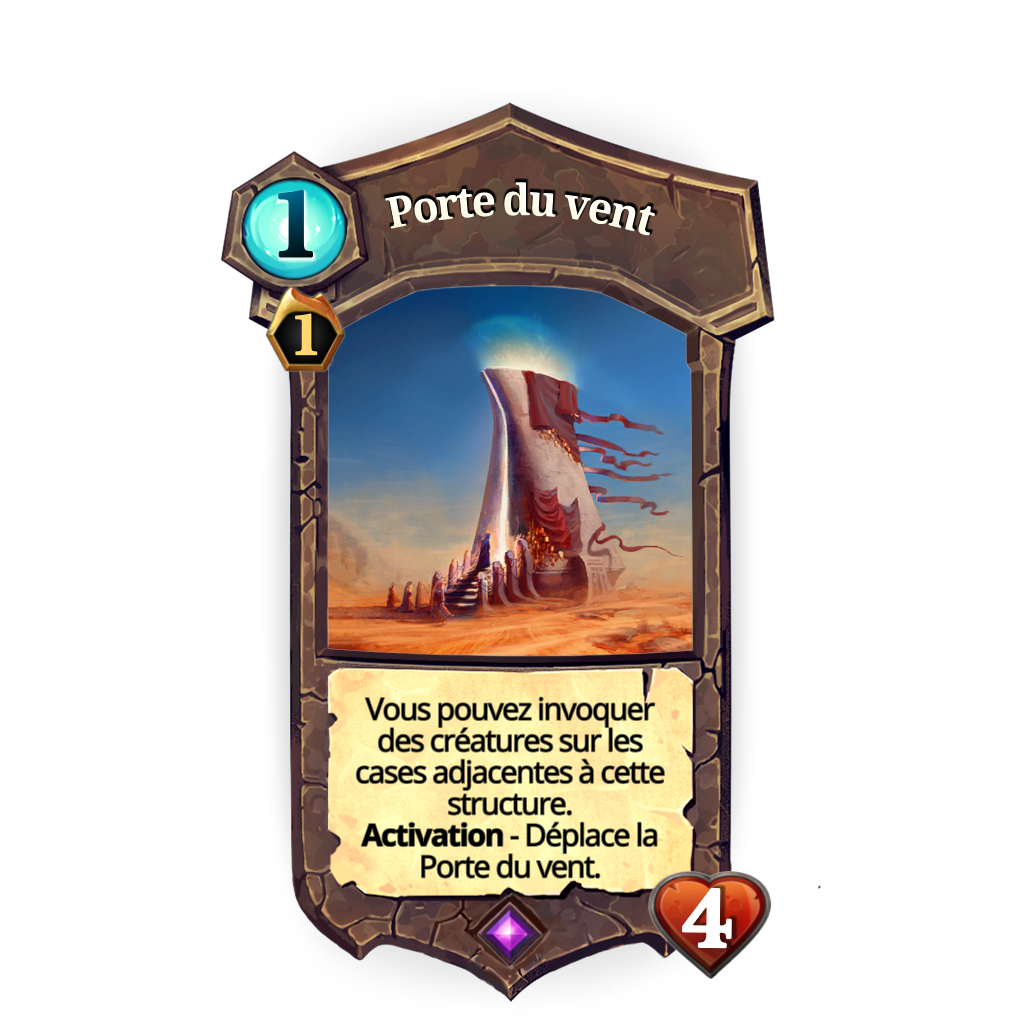 1
Porte du vent
1
Vous pouvez invoquer
des créatures sur les
cases adjacentes à cette
structure.
Activation - Déplace la
Porte du vent.
4